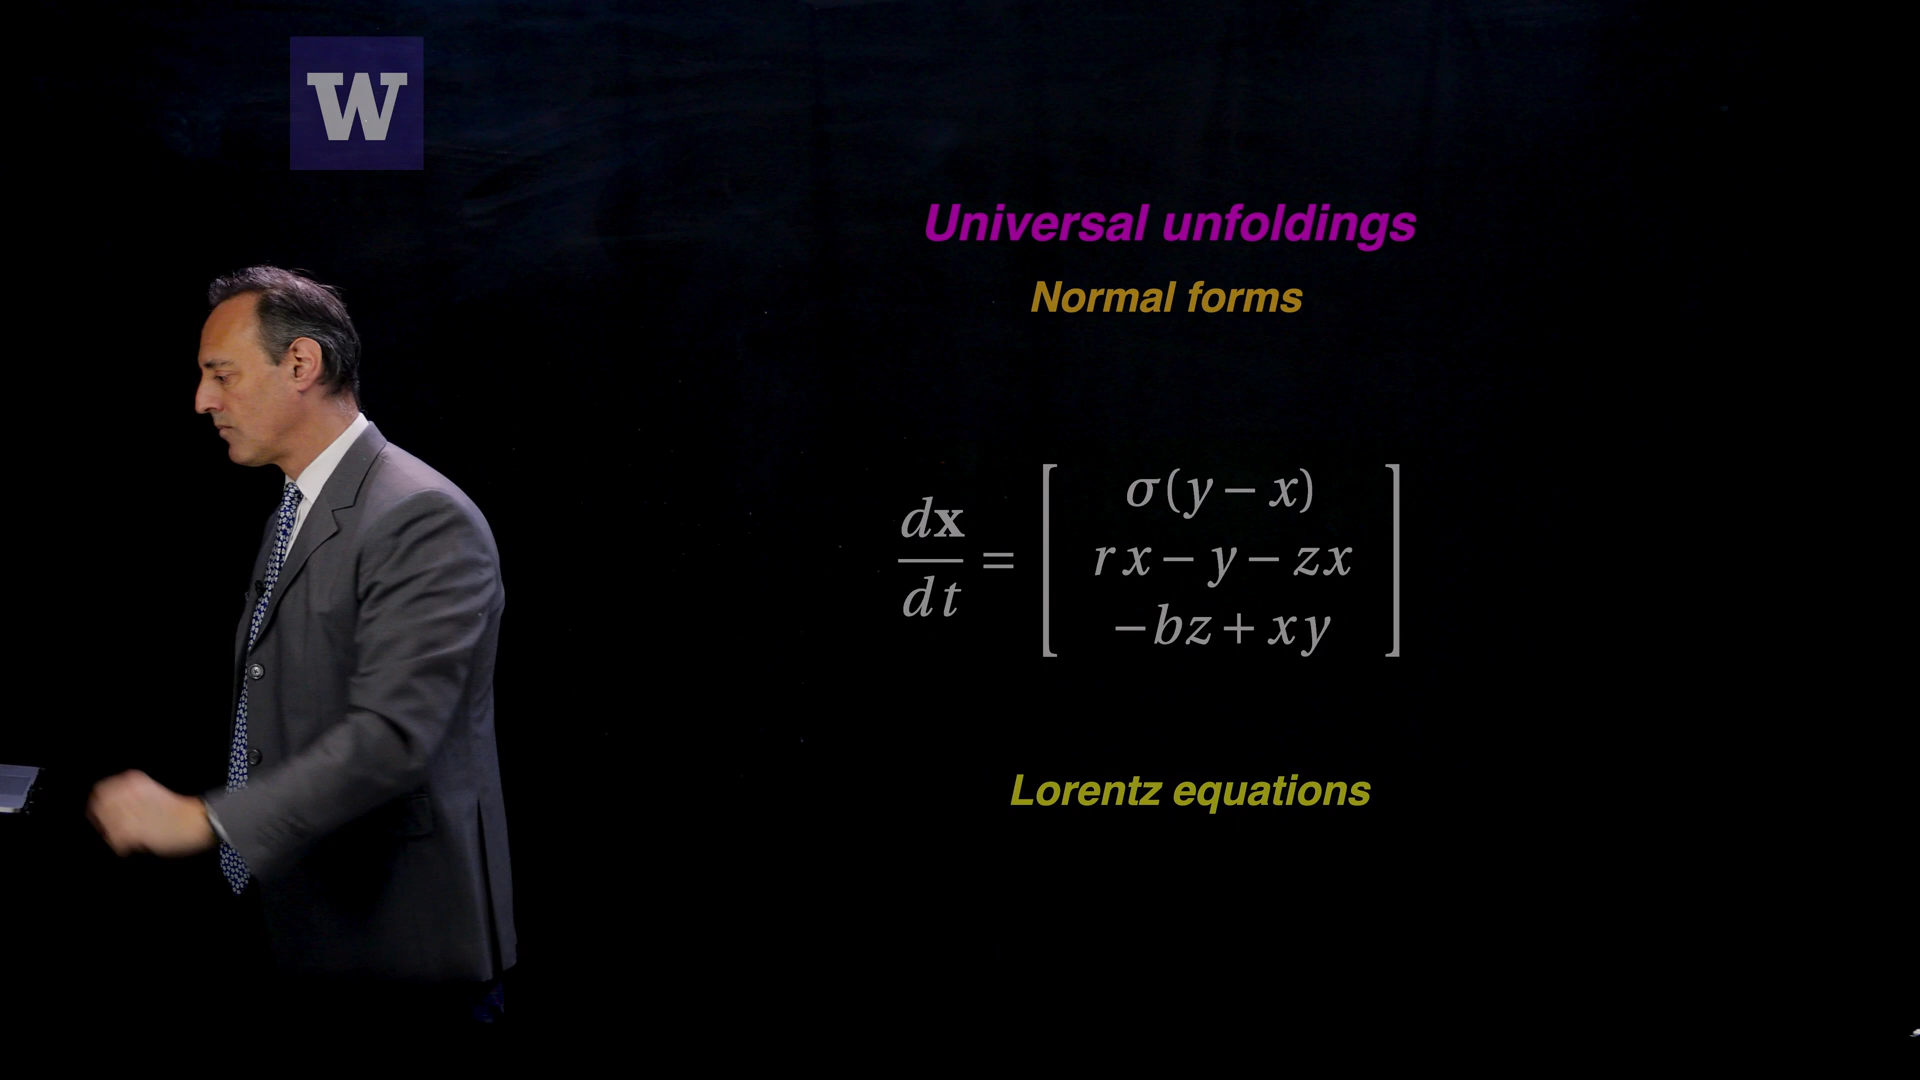 W
Universal unfoldings
Normal forms
dx/dt = [ σ(y − x)
rx − y − zx
−bz + xy ]
Lorentz equations